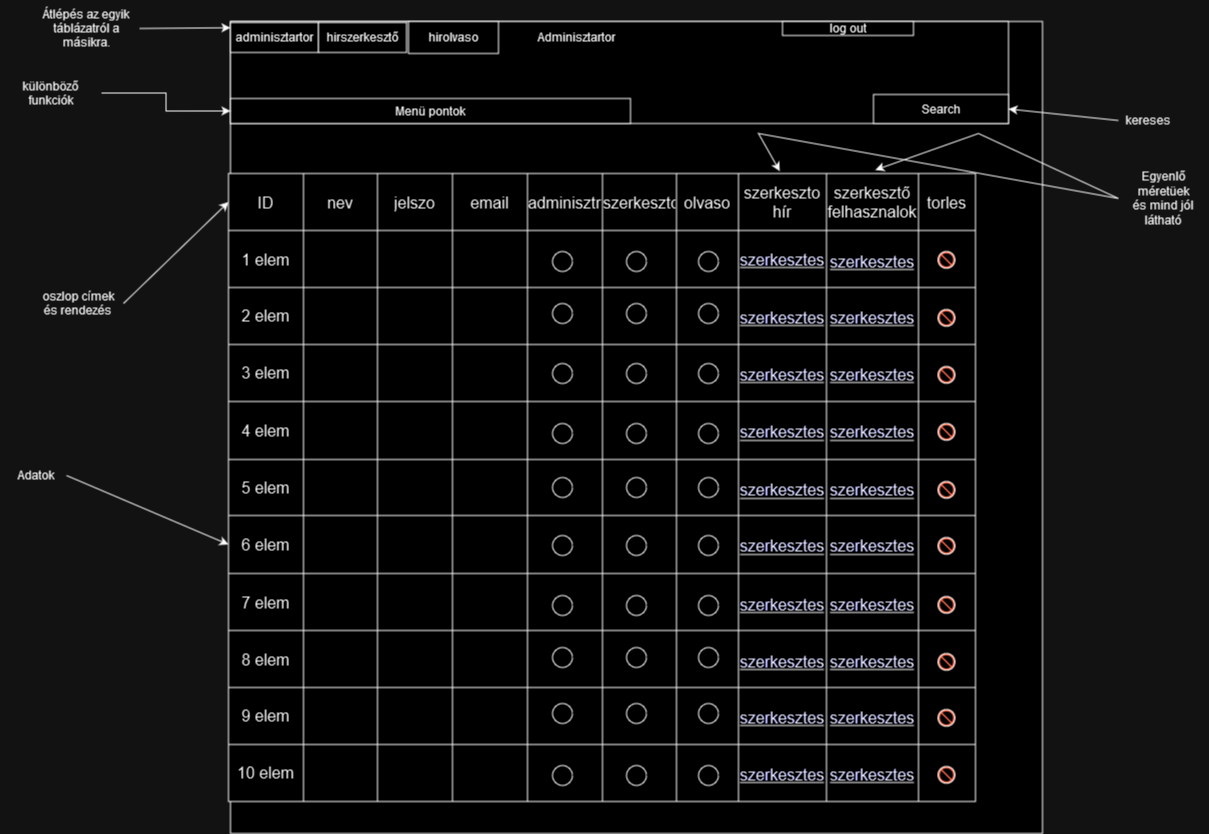 Átlépés az egyik
táblázatról a
másikra.
adminisztartor hirszerkesztő hirolvaso Adminisztartor log out
különböző
funkciók
Menü pontok Search
kereses
Egyenlő
méretüek
és mind jól
látható
ID nev jelszo email adminisztr szerkesztc olvaso szerkeszto
hír szerkesztő
felhasznalok torles
1 elem szerkesztes szerkesztes
oszlop címek
és rendezés
2 elem szerkesztes szerkesztes
3 elem szerkesztes szerkesztes
4 elem szerkesztes szerkesztes
Adatok
5 elem szerkesztes szerkesztes
6 elem szerkesztes szerkesztes
7 elem szerkesztes szerkesztes
8 elem szerkesztes szerkesztes
9 elem szerkesztes szerkesztes
10 elem szerkesztes szerkesztes